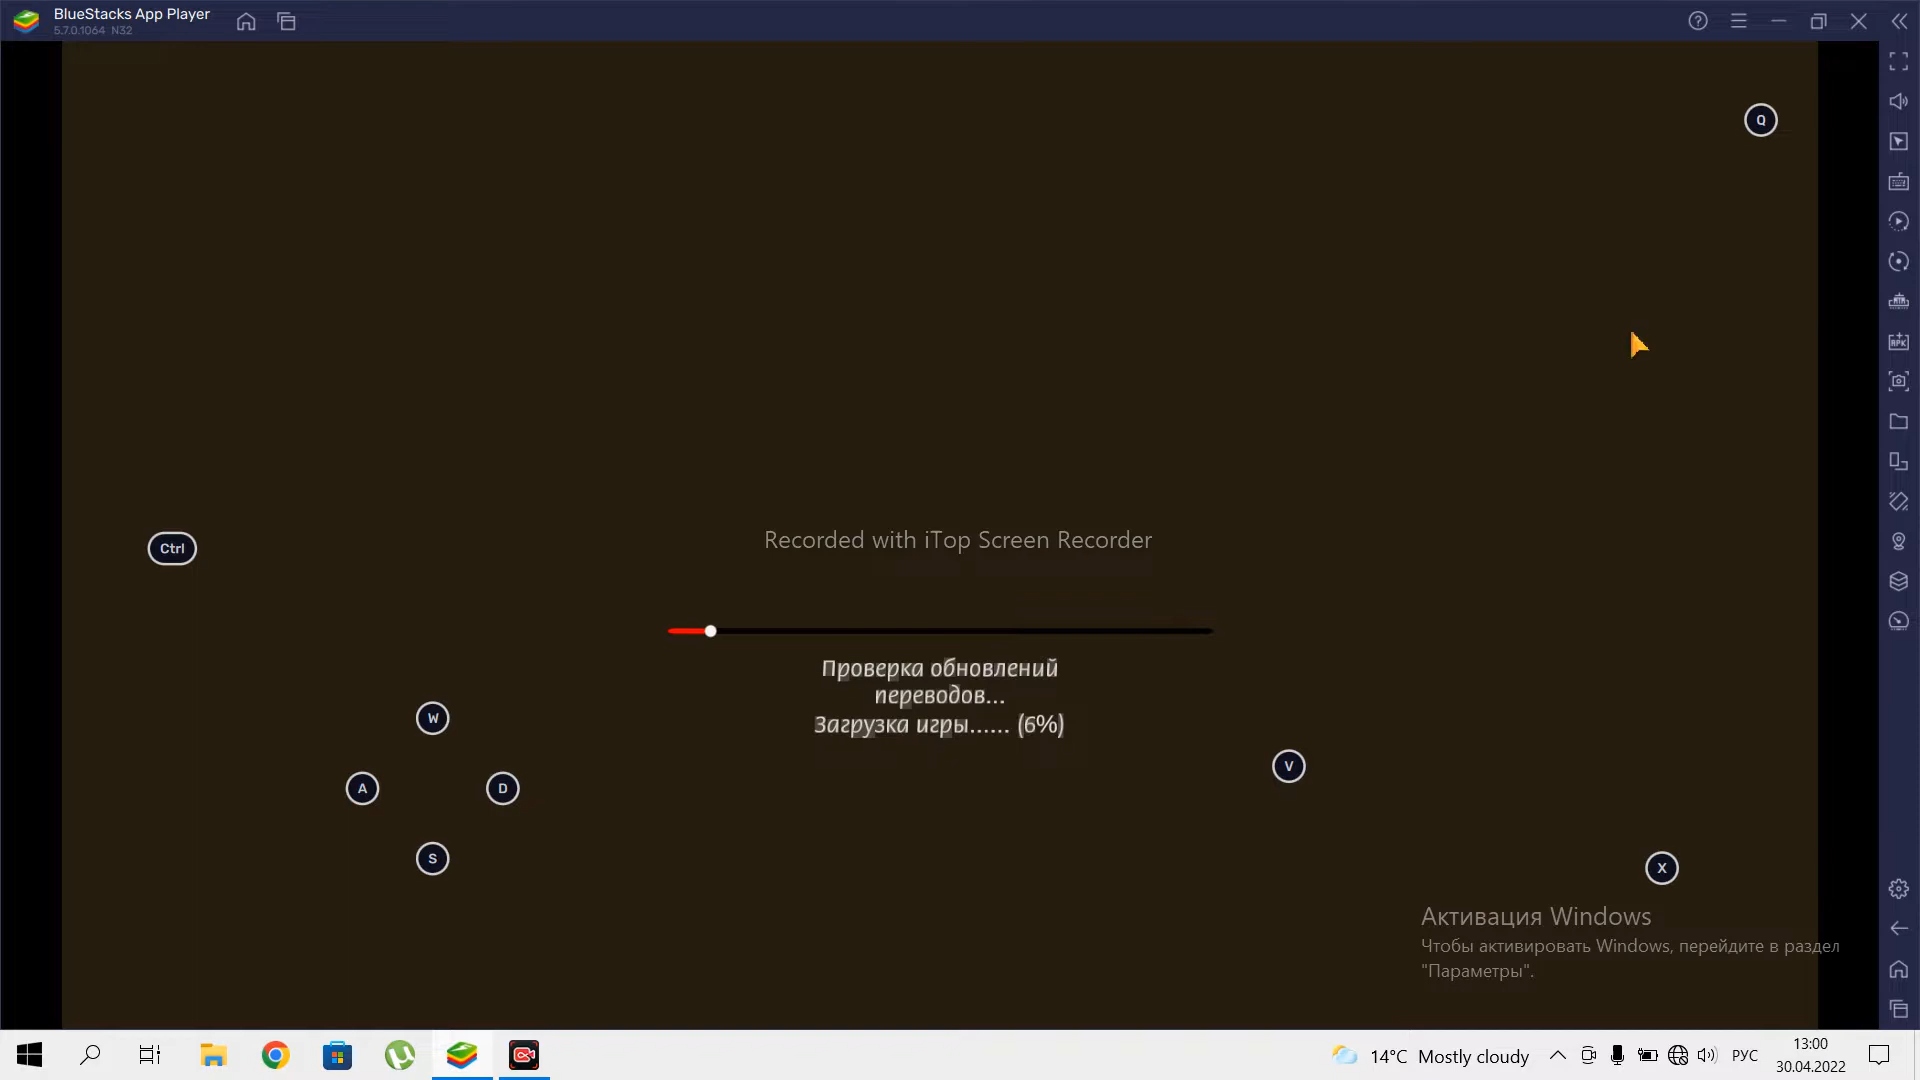 BlueStacks App Player
5.7.0.1064 N32
Q
Recorded with iTop Screen Recorder
Ctrl
Проверка обновлений
переводов...
Загрузка игры...... (6%)
W
A
D
S
V
X
Активация Windows
Чтобы активировать Windows, перейдите в раздел
"Параметры".
14°C Mostly cloudy
РУС
13:00
30.04.2022